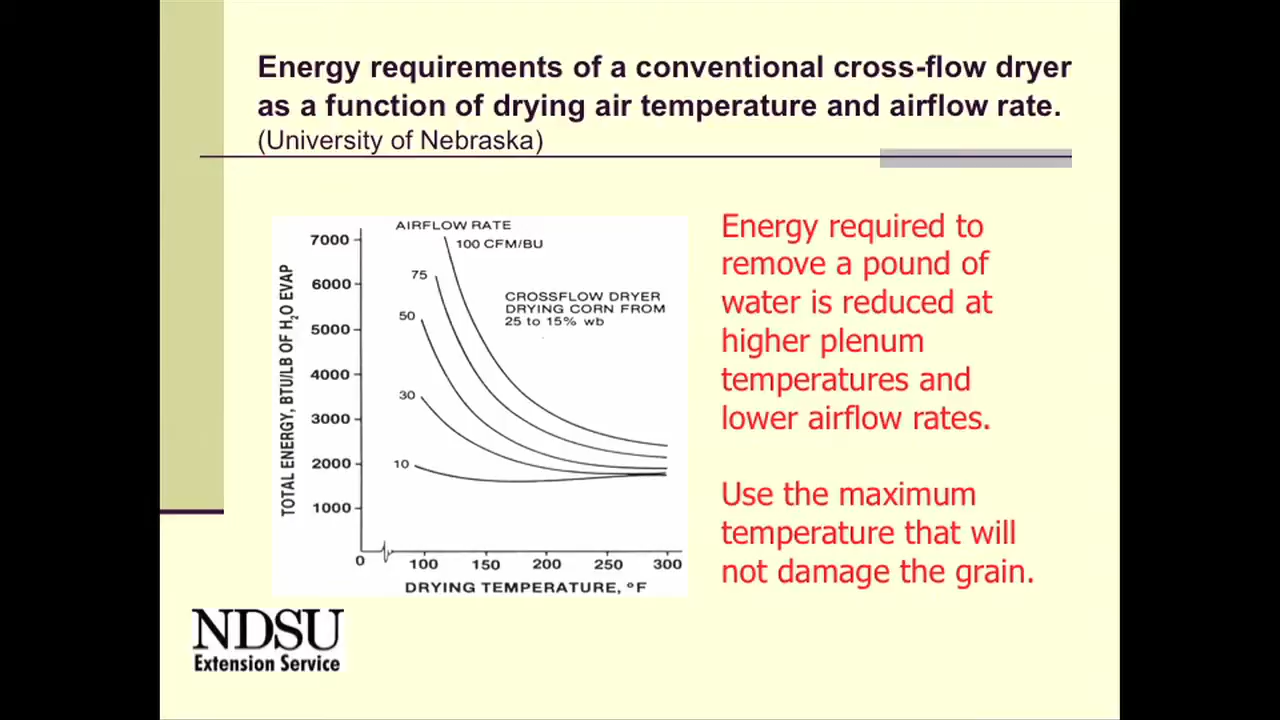 Energy requirements of a conventional cross-flow dryer
as a function of drying air temperature and airflow rate.
(University of Nebraska)
AIRFLOW RATE
100 CFM/BU
75
50
30
10
CROSSFLOW DRYER
DRYING CORN FROM
25 to 15% wb
TOTAL ENERGY, BTU/LB OF H₂O EVAP
7000
6000
5000
4000
3000
2000
1000
0
100
150
200
250
300
DRYING TEMPERATURE, °F
Energy required to
remove a pound of
water is reduced at
higher plenum
temperatures and
lower airflow rates.
Use the maximum
temperature that will
not damage the grain.
NDSU
Extension Service